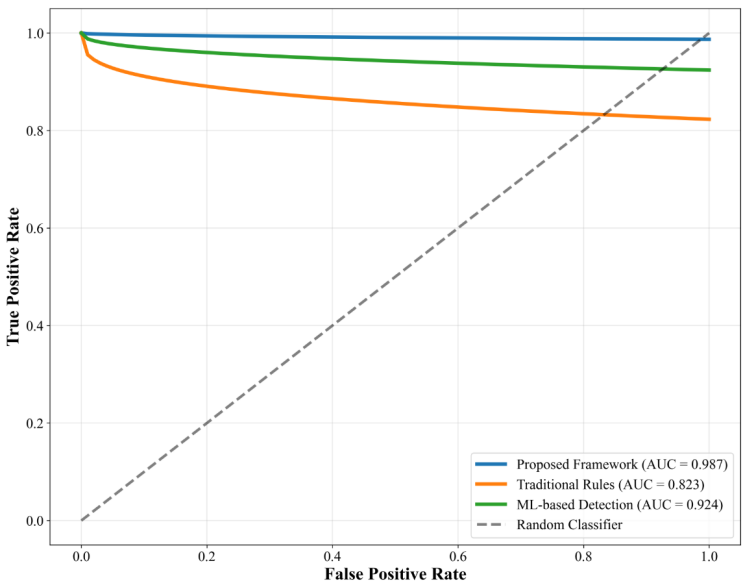 1.0
0.8
0.6
0.4
0.2
0.0
True Positive Rate
Proposed Framework (AUC = 0.987)
Traditional Rules (AUC = 0.823)
ML-based Detection (AUC = 0.924)
Random Classifier
0.0 0.2 0.4 0.6 0.8 1.0
False Positive Rate